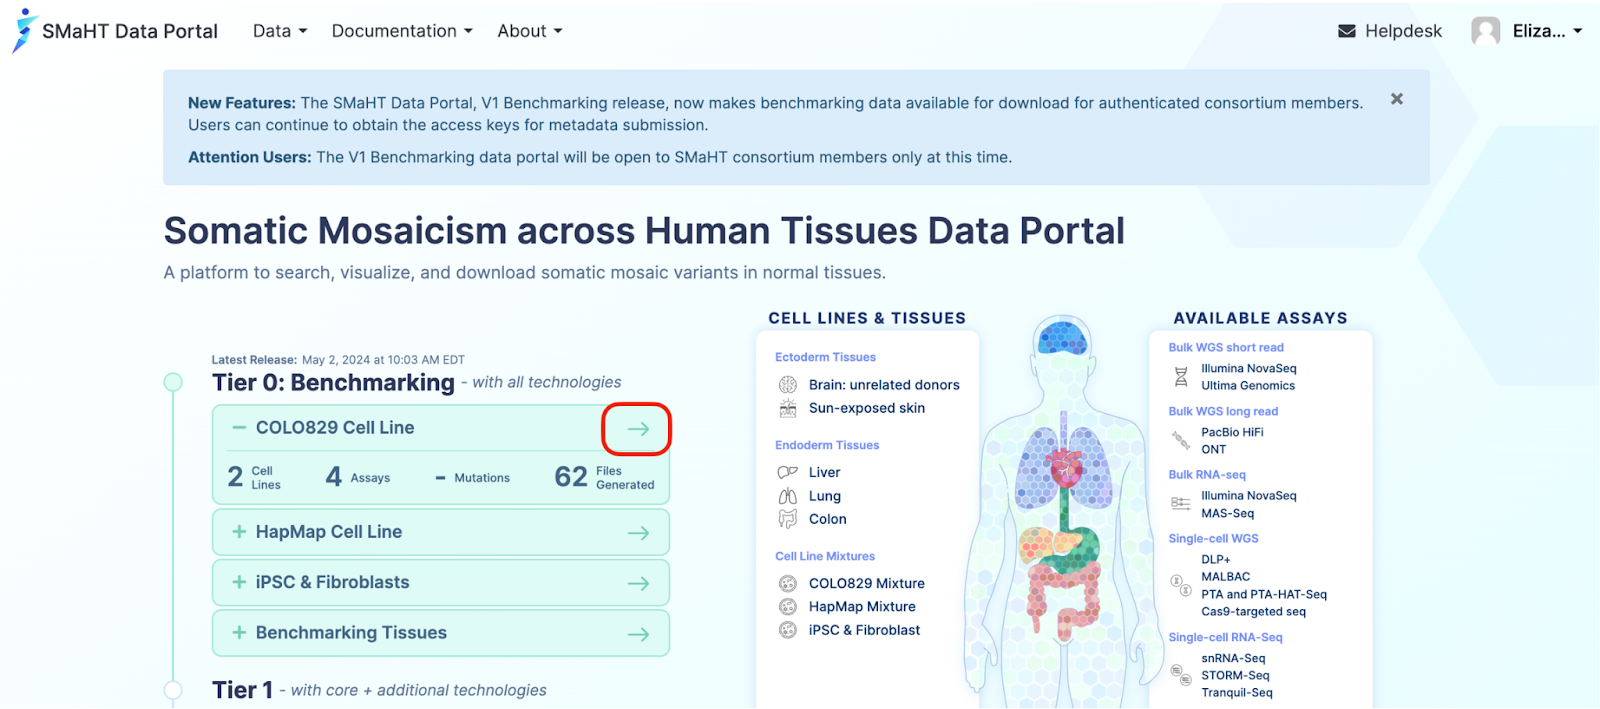 SMaHT Data Portal
Data
Documentation
About
Helpdesk
Eliza...
New Features: The SMaHT Data Portal, V1 Benchmarking release, now makes benchmarking data available for download for authenticated consortium members.
Users can continue to obtain the access keys for metadata submission.
Attention Users: The V1 Benchmarking data portal will be open to SMaHT consortium members only at this time.
Somatic Mosaicism across Human Tissues Data Portal
A platform to search, visualize, and download somatic mosaic variants in normal tissues.
Latest Release: May 2, 2024 at 10:03 AM EDT
Tier 0: Benchmarking - with all technologies
COLO829 Cell Line
2 Cell Lines
4 Assays
- Mutations
62 Files Generated
HapMap Cell Line
iPSC & Fibroblasts
Benchmarking Tissues
Tier 1 - with core + additional technologies
CELL LINES & TISSUES
Ectoderm Tissues
Brain: unrelated donors
Sun-exposed skin
Endoderm Tissues
Liver
Lung
Colon
Cell Line Mixtures
COLO829 Mixture
HapMap Mixture
iPSC & Fibroblast
AVAILABLE ASSAYS
Bulk WGS short read
Illumina NovaSeq
Ultima Genomics
Bulk WGS long read
PacBio HiFi
ONT
Bulk RNA-seq
Illumina NovaSeq
MAS-Seq
Single-cell WGS
DLP+
MALBAC
PTA and PTA-HAT-Seq
Cas9-targeted seq
Single-cell RNA-Seq
snRNA-Seq
STORM-Seq
Tranquil-Seq